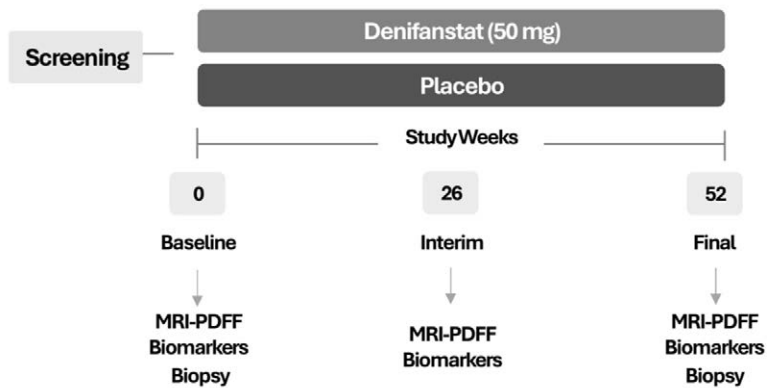 Denifanstat (50 mg)
Screening
Placebo
Study Weeks
0
26
52
Baseline
Interim
Final
MRI-PDFF
Biomarkers
Biopsy
MRI-PDFF
Biomarkers
MRI-PDFF
Biomarkers
Biopsy